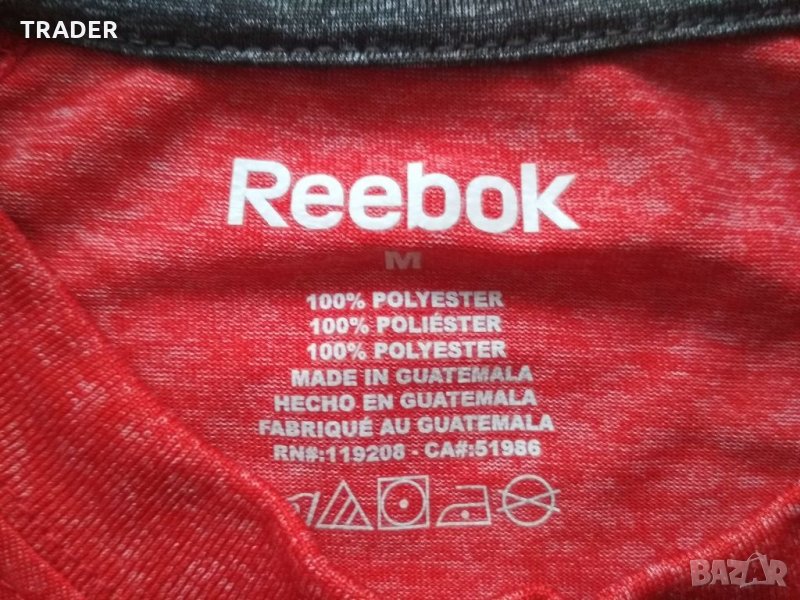 TRADER
Reebok
M
100% POLYESTER
100% POLIÉSTER
100% POLYESTER
MADE IN GUATEMALA
HECHO EN GUATEMALA
FABRIQUÉ AU GUATEMALA
RN#:119208 - CA#:51986
BAZAR